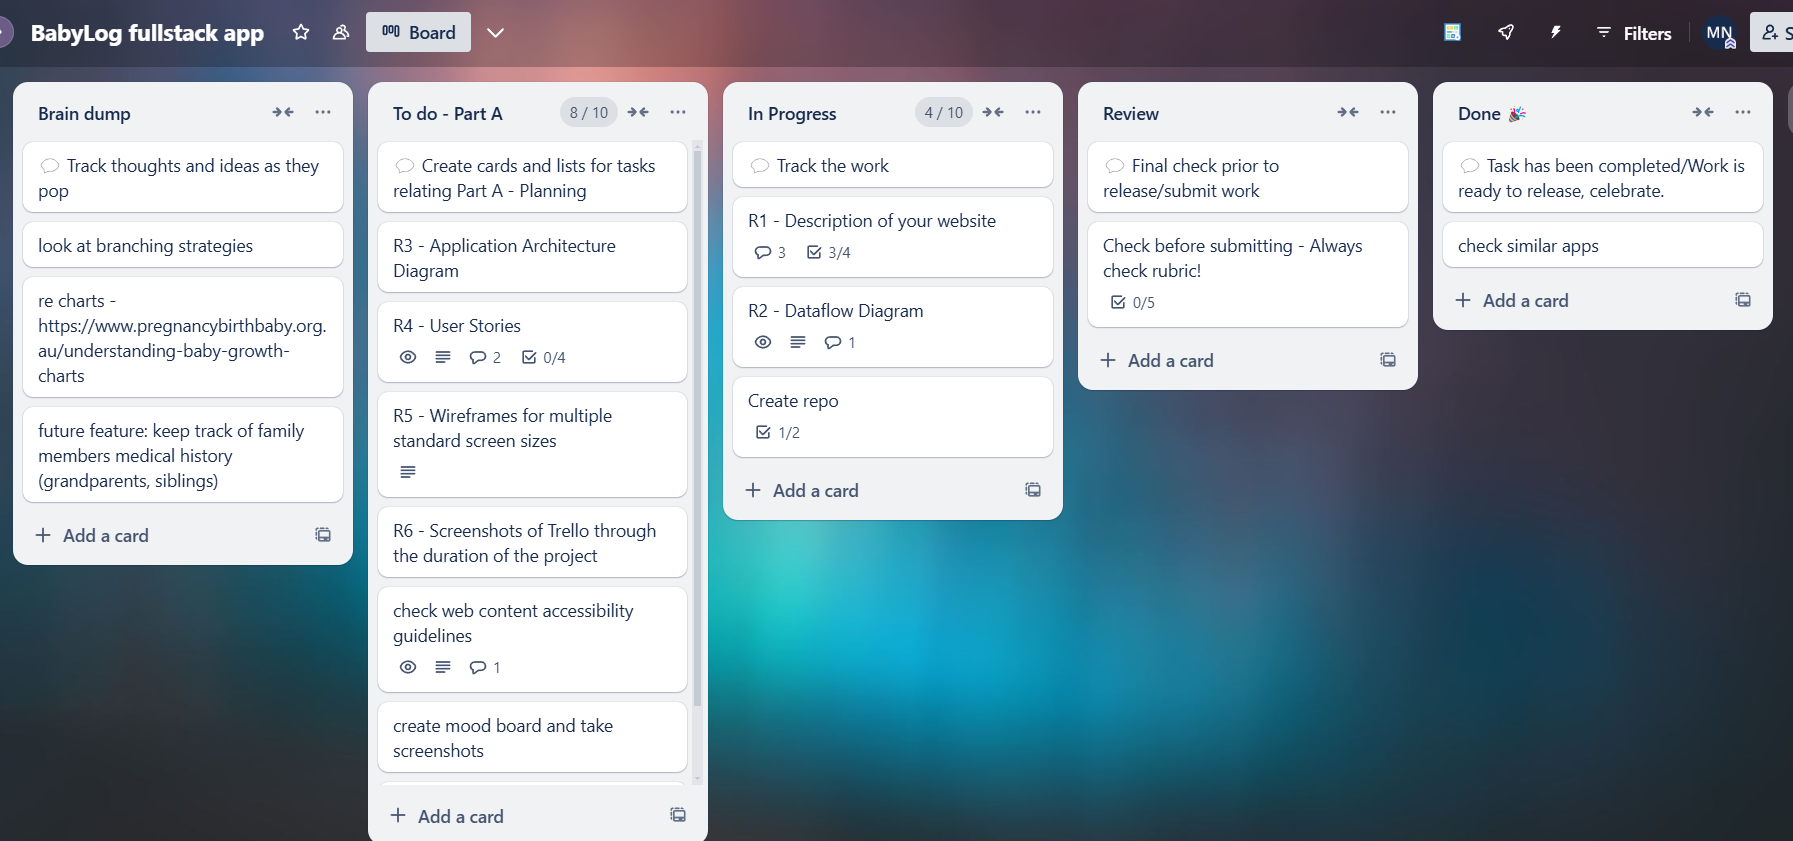 BabyLog fullstack app
Board
Filters
MN
S
Brain dump
💬 Track thoughts and ideas as they
pop
look at branching strategies
re charts -
https://www.pregnancybirthbaby.org.
au/understanding-baby-growth-
charts
future feature: keep track of family
members medical history
(grandparents, siblings)
+ Add a card
To do - Part A
8 / 10
💬 Create cards and lists for tasks
relating Part A - Planning
R3 - Application Architecture
Diagram
R4 - User Stories
2
0/4
R5 - Wireframes for multiple
standard screen sizes
R6 - Screenshots of Trello through
the duration of the project
check web content accessibility
guidelines
1
create mood board and take
screenshots
+ Add a card
In Progress
4 / 10
💬 Track the work
R1 - Description of your website
3
3/4
R2 - Dataflow Diagram
1
Create repo
1/2
+ Add a card
Review
💬 Final check prior to
release/submit work
Check before submitting - Always
check rubric!
0/5
+ Add a card
Done 🎉
💬 Task has been completed/Work is
ready to release, celebrate.
check similar apps
+ Add a card